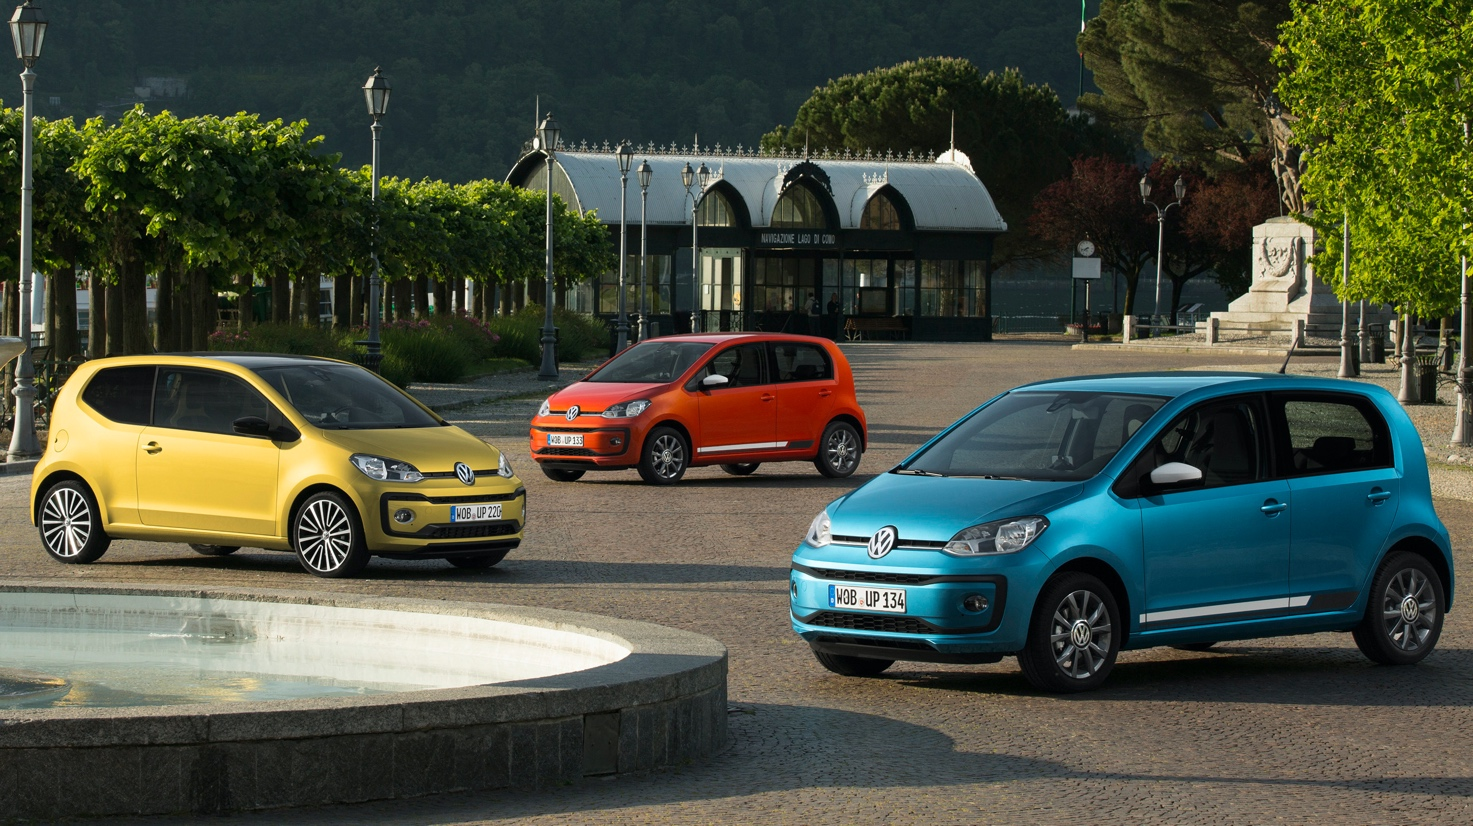 NAVIGAZIONE LAGO DI COMO
WOB UP 133
WOB UP 220
WOB UP 134